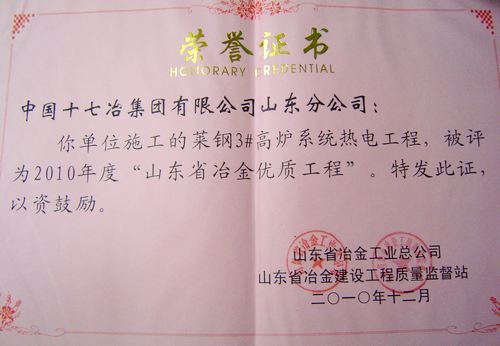 荣誉证书
HONORARY CREDENTIAL
中国十七冶集团有限公司山东分公司：
你单位施工的莱钢3#高炉系统热电工程，被评
为2010年度“山东省冶金优质工程”。特发此证，
以资鼓励。
山东省冶金工业总公司
山东省冶金建设工程质量监督站
二〇一〇年十二月